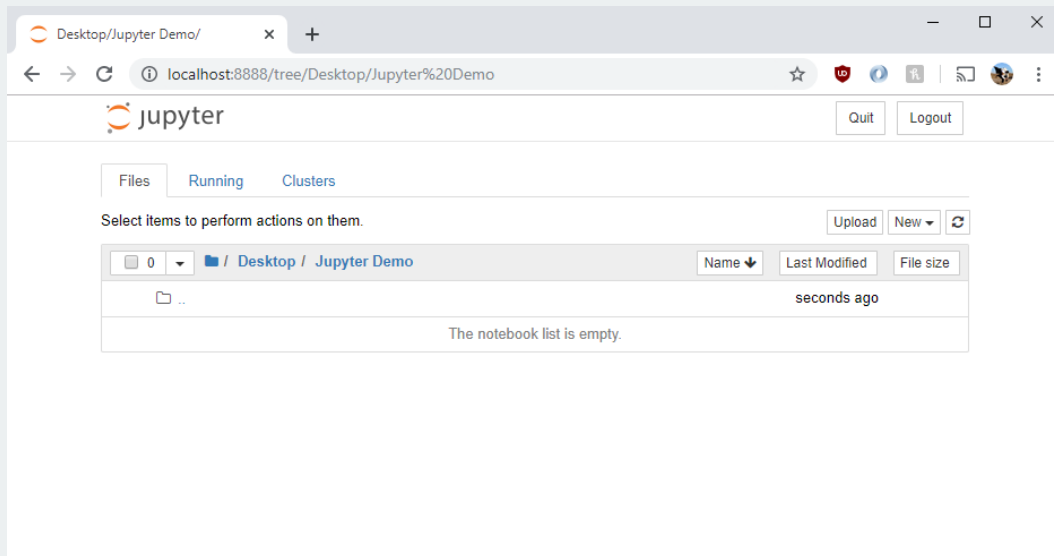 Desktop/Jupyter Demo/
localhost:8888/tree/Desktop/Jupyter%20Demo
jupyter
Quit Logout
Files Running Clusters
Select items to perform actions on them.
Upload New
0 / Desktop / Jupyter Demo Name Last Modified File size
.. seconds ago
The notebook list is empty.